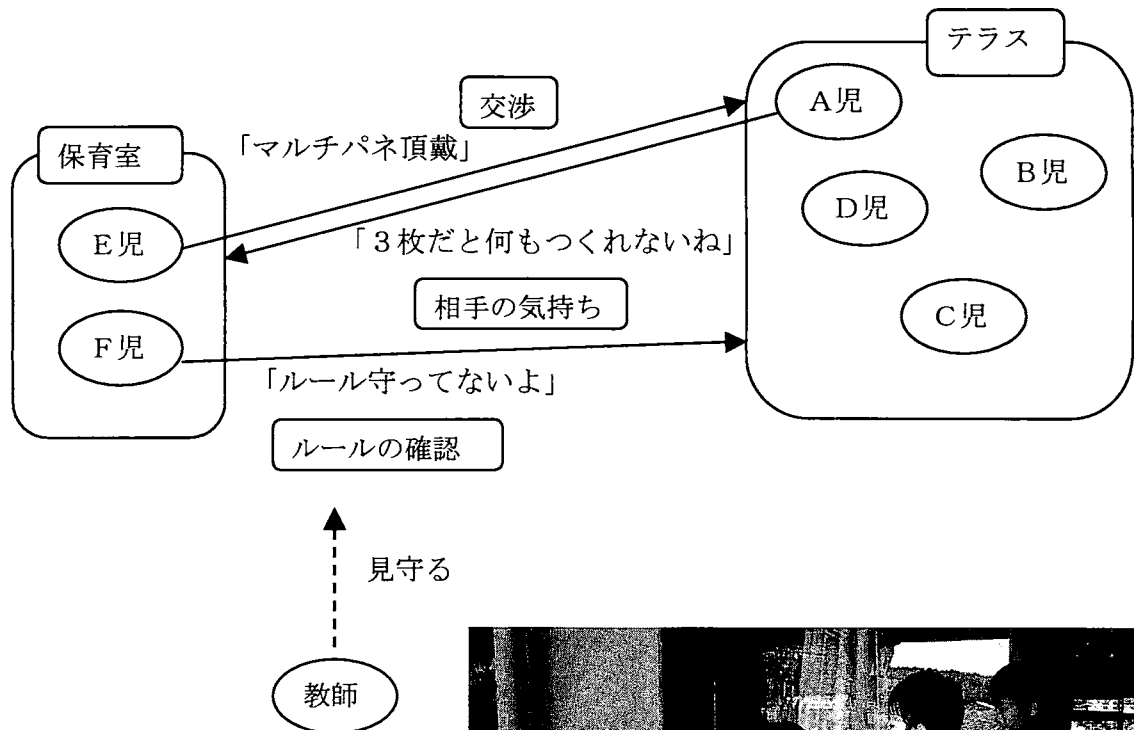 テラス
A児
交渉
保育室
「マルチパネ頂戴」
B児
D児
E児
「3枚だと何もつくれないね」
相手の気持ち
C児
F児
「ルール守ってないよ」
ルールの確認
見守る
教師